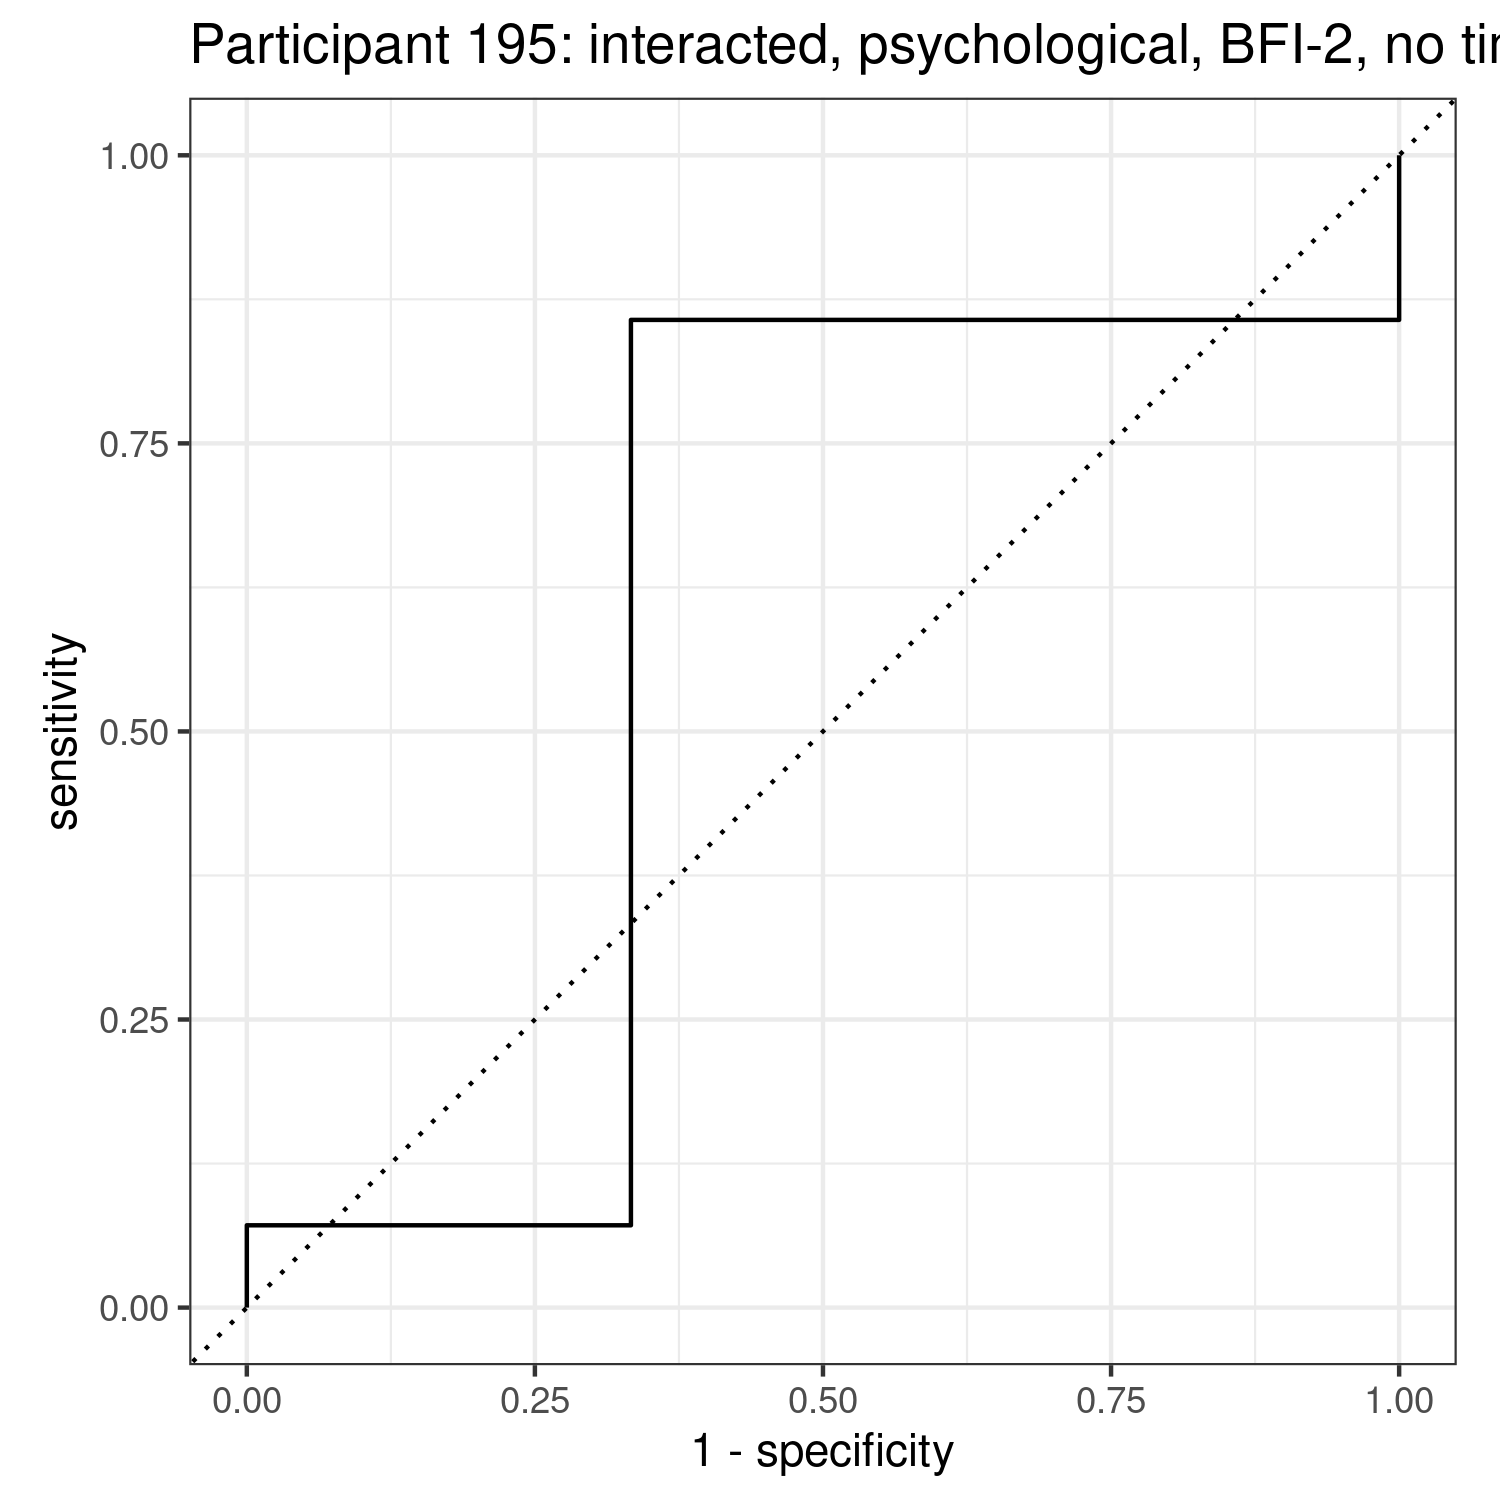 Participant 195: interacted, psychological, BFI-2, no
1.00
0.75
0.50
0.25
0.00
sensitivity
0.00 0.25 0.50 0.75 1.00
1 - specificity